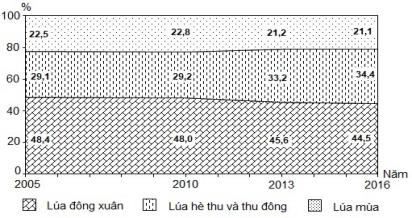 %
100
80
60
40
20
0
22,5 22,8 21,2 21,1
29,1 29,2 33,2 34,4
48,4 48,0 45,6 44,5
2005 2010 2013 2016 Năm
Lúa đông xuân Lúa hè thu và thu đông Lúa mùa